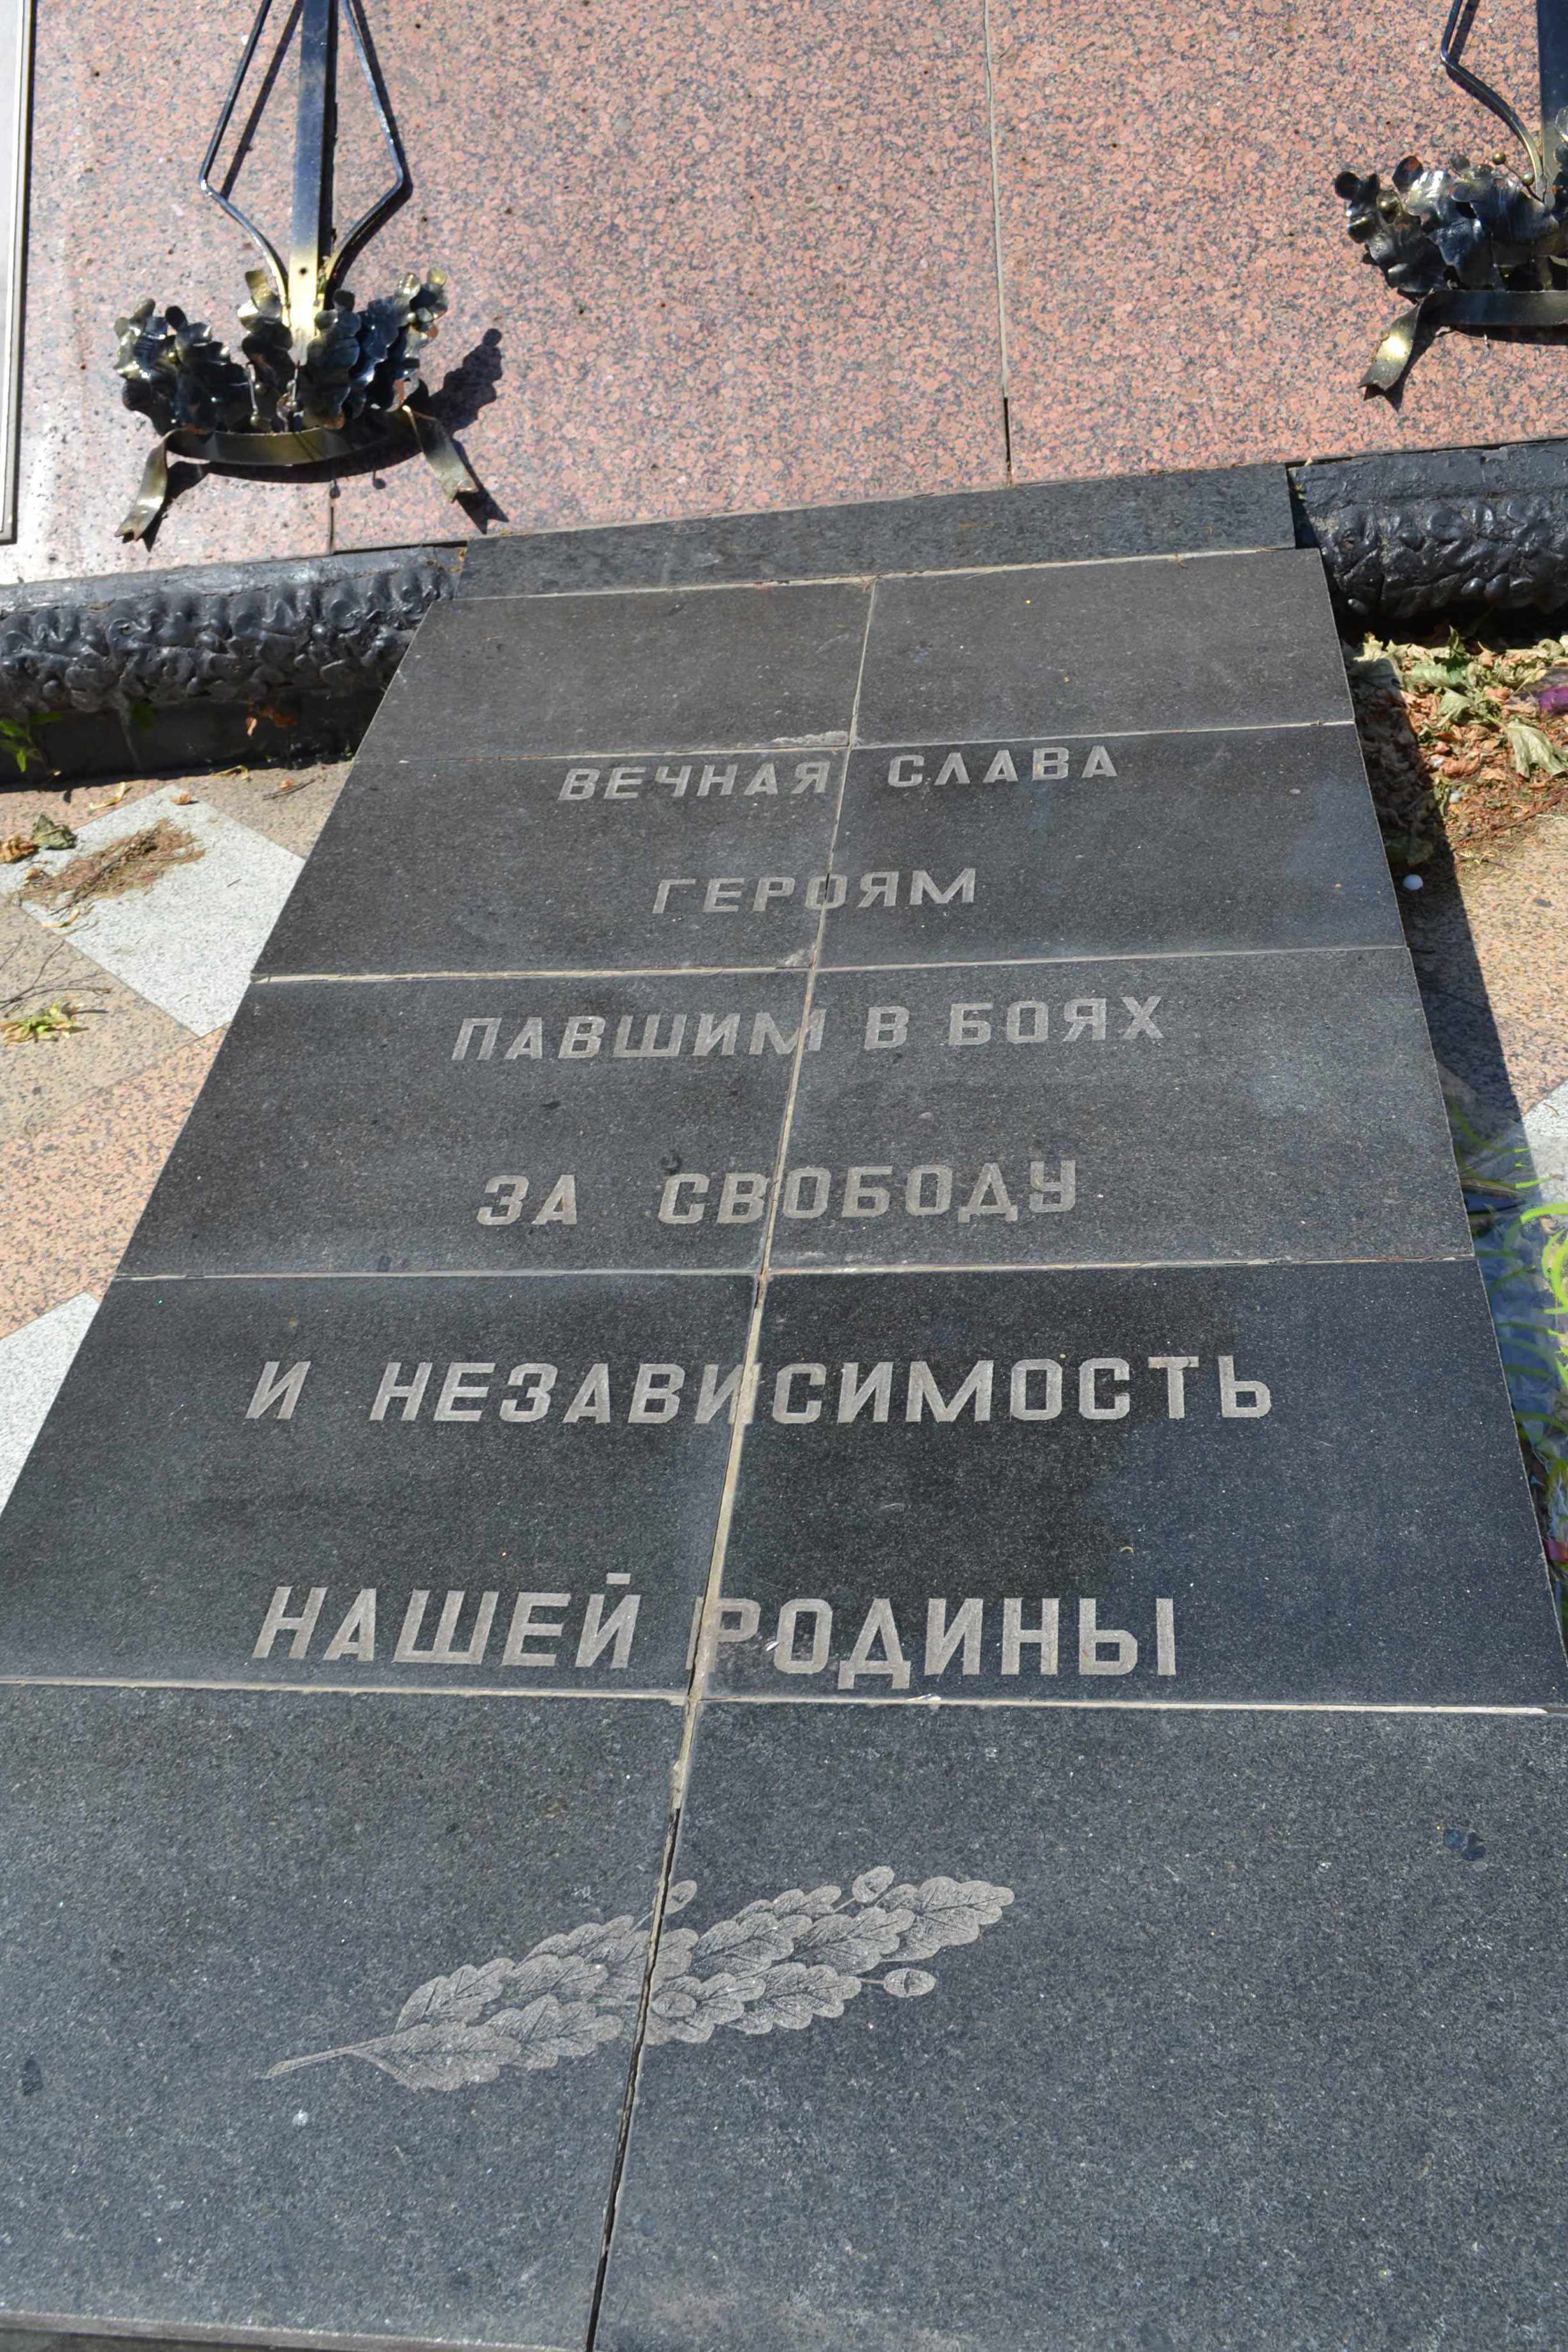 ВЕЧНАЯ СЛАВА
ГЕРОЯМ
ПАВШИМ В БОЯХ
ЗА СВОБОДУ
И НЕЗАВИСИМОСТЬ
НАШЕЙ РОДИНЫ